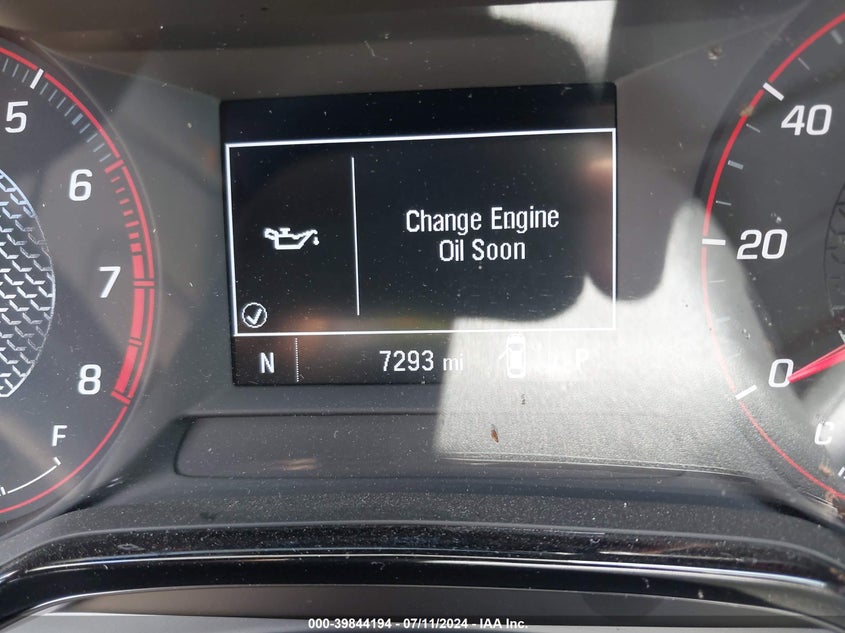 5
6
7
8
F
Change Engine
Oil Soon
N
7293 mi
P
40
20
0
C
000-39844194 - 07/11/2024 - IAA Inc.